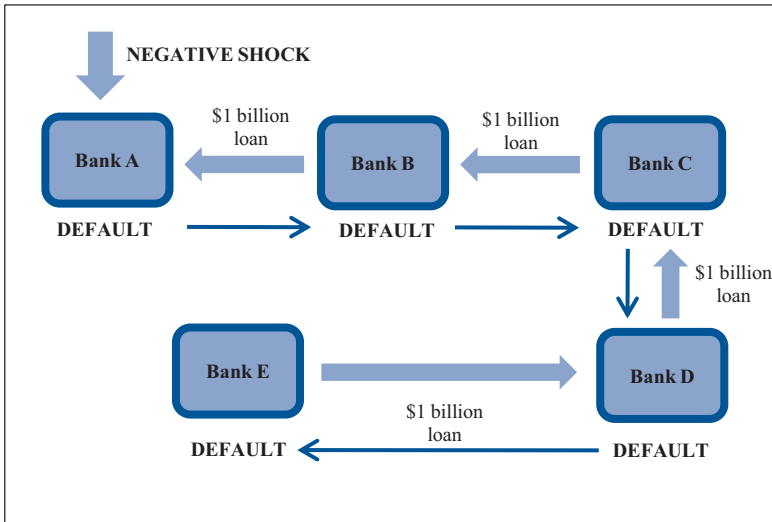 NEGATIVE SHOCK
$1 billion
loan
$1 billion
loan
Bank A
Bank B
Bank C
DEFAULT
DEFAULT
DEFAULT
$1 billion
loan
Bank E
Bank D
$1 billion
loan
DEFAULT
DEFAULT